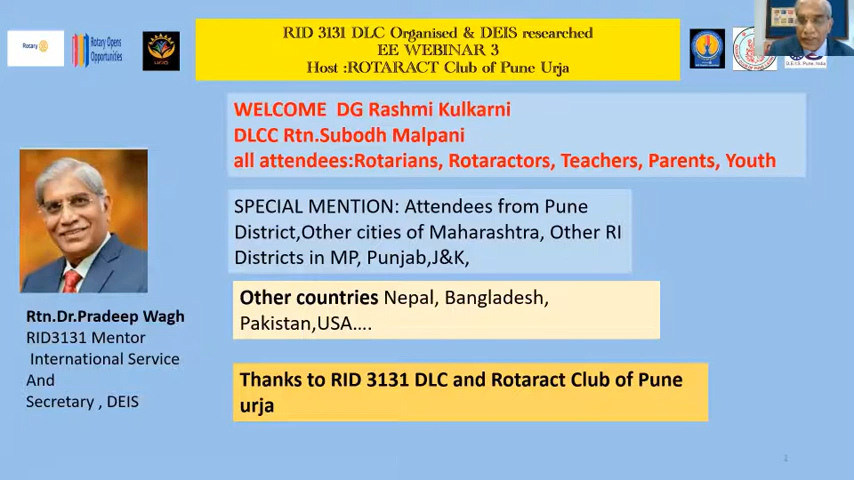 Rotary
Rotary Opens
Opportunities
RID 3131 DLC Organised & DEIS researched
EE WEBINAR 3
Host :ROTARACT Club of Pune Urja
D.E.I.S. Pune, India
WELCOME DG Rashmi Kulkarni
DLCC Rtn.Subodh Malpani
all attendees:Rotarians, Rotaractors, Teachers, Parents, Youth
SPECIAL MENTION: Attendees from Pune
District,Other cities of Maharashtra, Other RI
Districts in MP, Punjab,J&K,
Other countries Nepal, Bangladesh,
Pakistan,USA....
Thanks to RID 3131 DLC and Rotaract Club of Pune
urja
Rtn.Dr.Pradeep Wagh
RID3131 Mentor
International Service
And
Secretary , DEIS